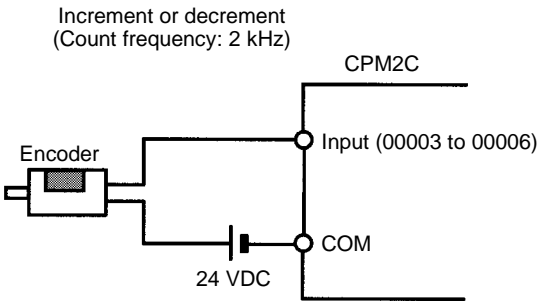 Increment or decrement
(Count frequency: 2 kHz)
CPM2C
Input (00003 to 00006)
Encoder
COM
24 VDC